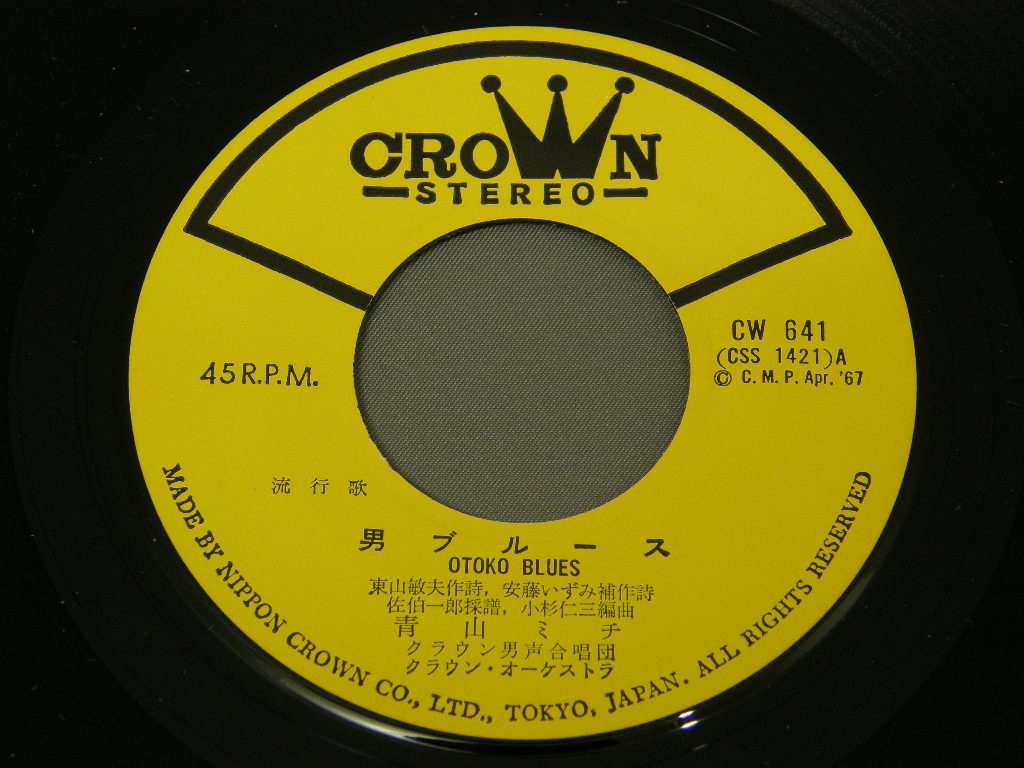 CROWN
STEREO
45 R.P.M.
CW 641
(CSS 1421)A
© C. M. P. Apr. '67
流行歌
男ブルース
OTOKO BLUES
東山敏夫作詩, 安藤いずみ補作詩
佐伯一郎採譜, 小杉仁三編曲
青山ミチ
クラウン男声合唱団
クラウン・オーケストラ
MADE BY NIPPON CROWN CO., LTD., TOKYO, JAPAN. ALL RIGHTS RESERVED